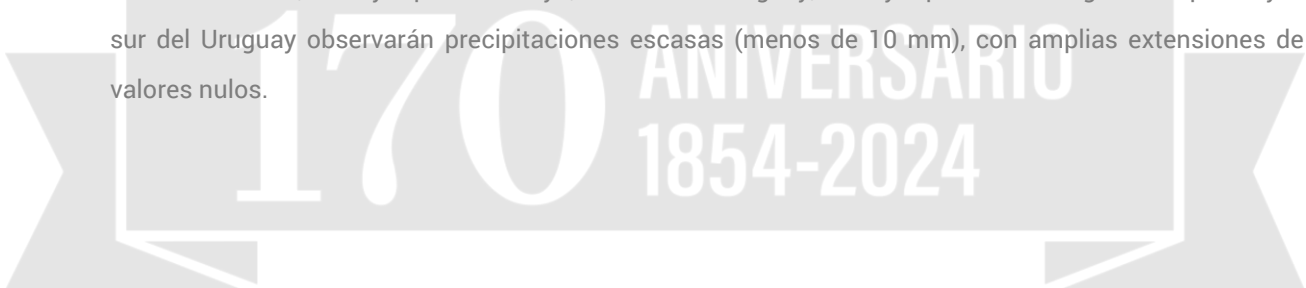 sur del Uruguay observarán precipitaciones escasas (menos de 10 mm), con amplias extensiones de
valores nulos.
170 ANIVERSARIO
1854-2024